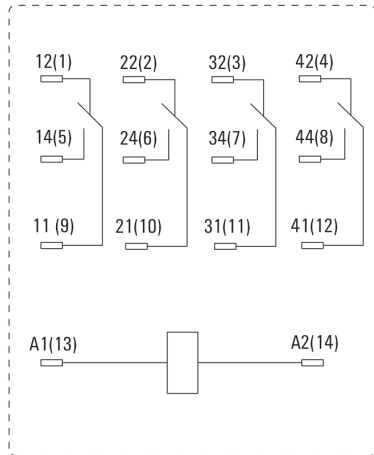 12(1) 22(2) 32(3) 42(4)
14(5) 24(6) 34(7) 44(8)
11 (9) 21(10) 31(11) 41(12)
A1(13) A2(14)